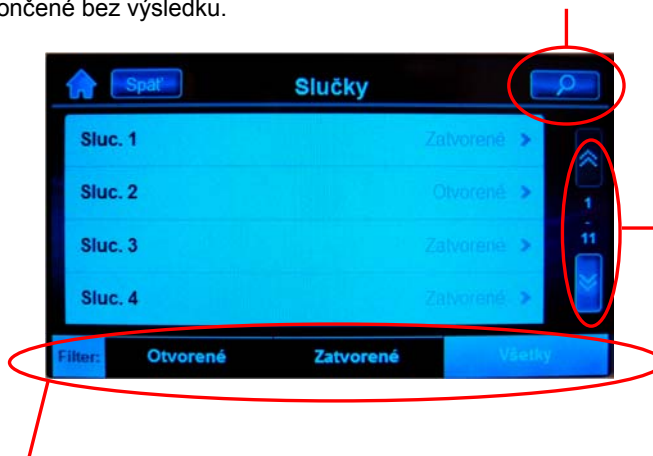 ončené bez výsledku.
Späť
Slučky
Sluc. 1 Zatvorené
Sluc. 2 Otvorené
Sluc. 3 Zatvorené
Sluc. 4 Zatvorené
1
-
11
Filter: Otvorené Zatvorené Všetky